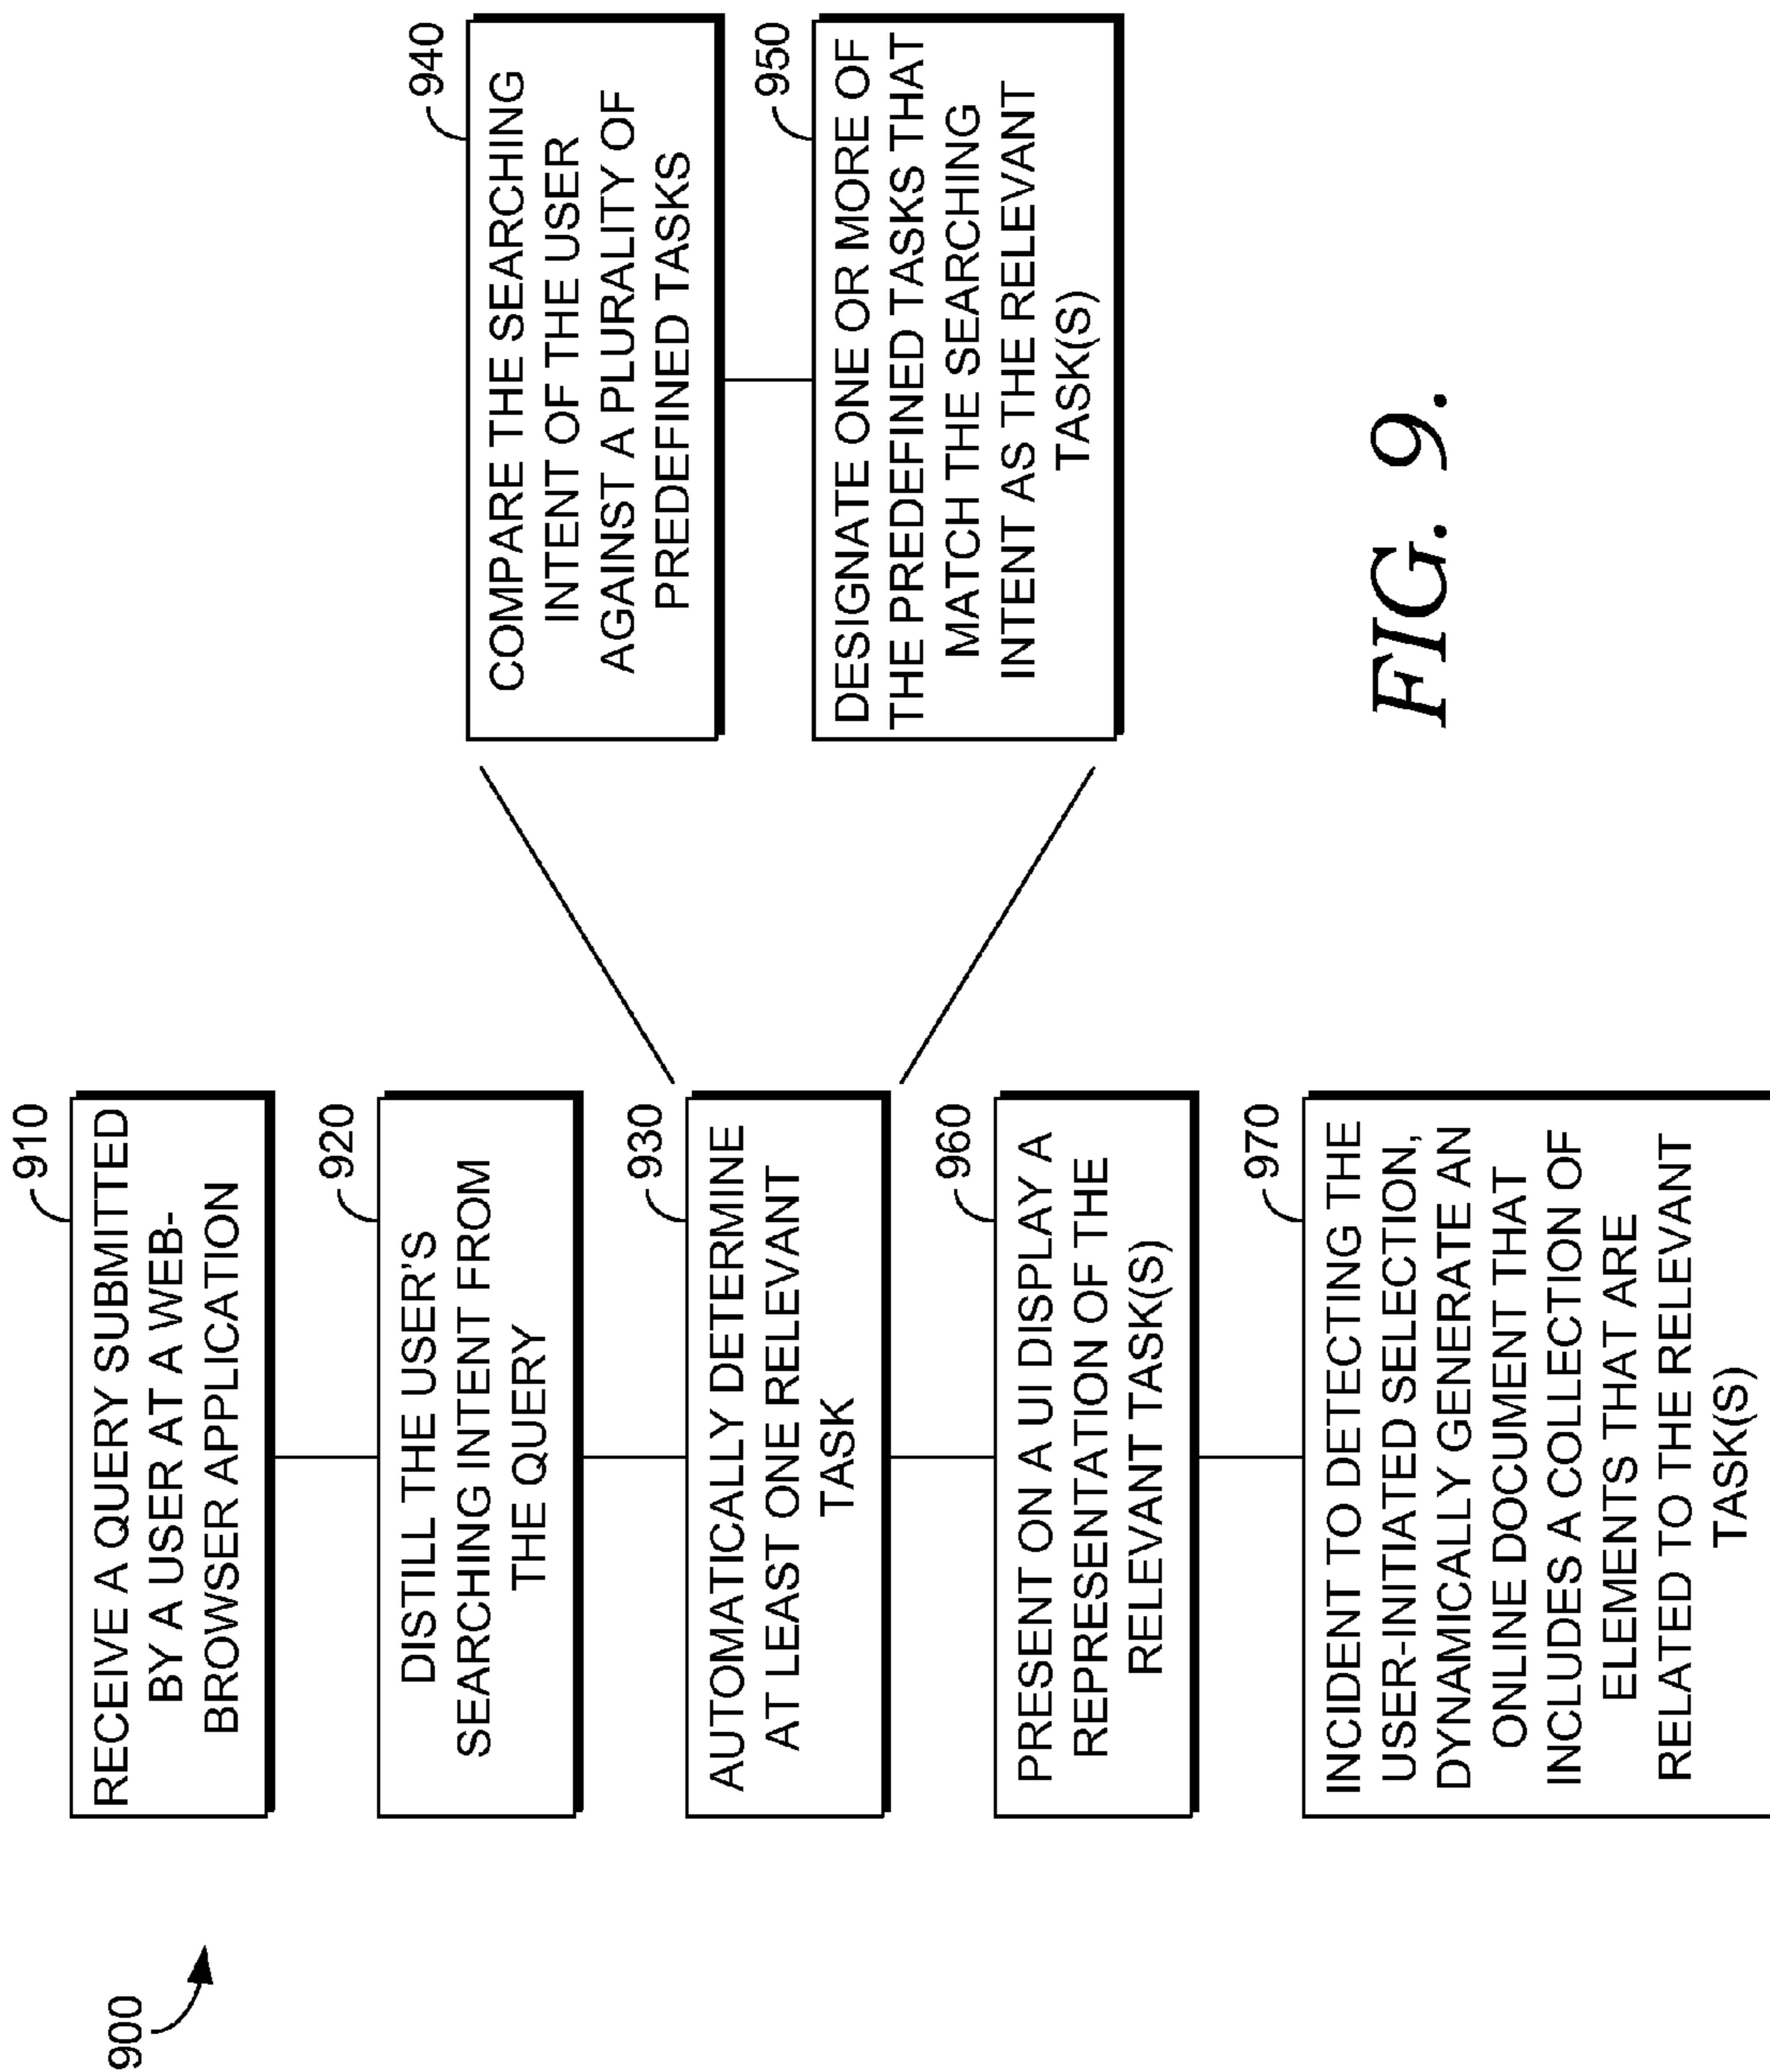 900
910
RECEIVE A QUERY SUBMITTED
BY A USER AT A WEB-
BROWSER APPLICATION
920
DISTILL THE USER'S
SEARCHING INTENT FROM
THE QUERY
930
AUTOMATICALLY DETERMINE
AT LEAST ONE RELEVANT
TASK
940
COMPARE THE SEARCHING
INTENT OF THE USER
AGAINST A PLURALITY OF
PREDEFINED TASKS
950
DESIGNATE ONE OR MORE OF
THE PREDEFINED TASKS THAT
MATCH THE SEARCHING
INTENT AS THE RELEVANT
TASK(S)
960
PRESENT ON A UI DISPLAY A
REPRESENTATION OF THE
RELEVANT TASK(S)
970
INCIDENT TO DETECTING THE
USER-INITIATED SELECTION,
DYNAMICALLY GENERATE AN
ONLINE DOCUMENT THAT
INCLUDES A COLLECTION OF
ELEMENTS THAT ARE
RELATED TO THE RELEVANT
TASK(S)
FIG. 9.